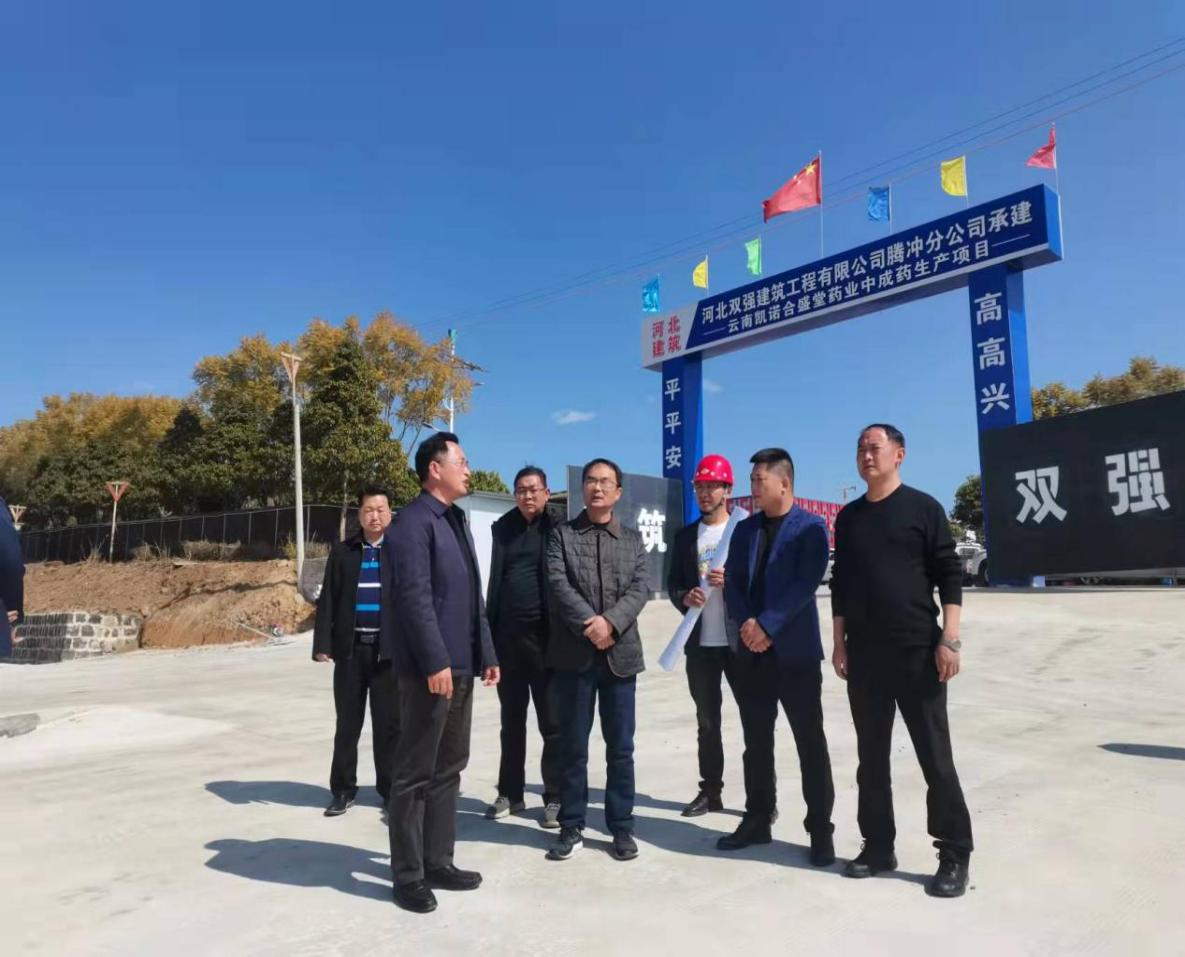 河北
建筑
河北双强建筑工程有限公司腾冲分公司承建
云南凯诺合盛堂药业中成药生产项目
平平安
高高兴
筑
双强